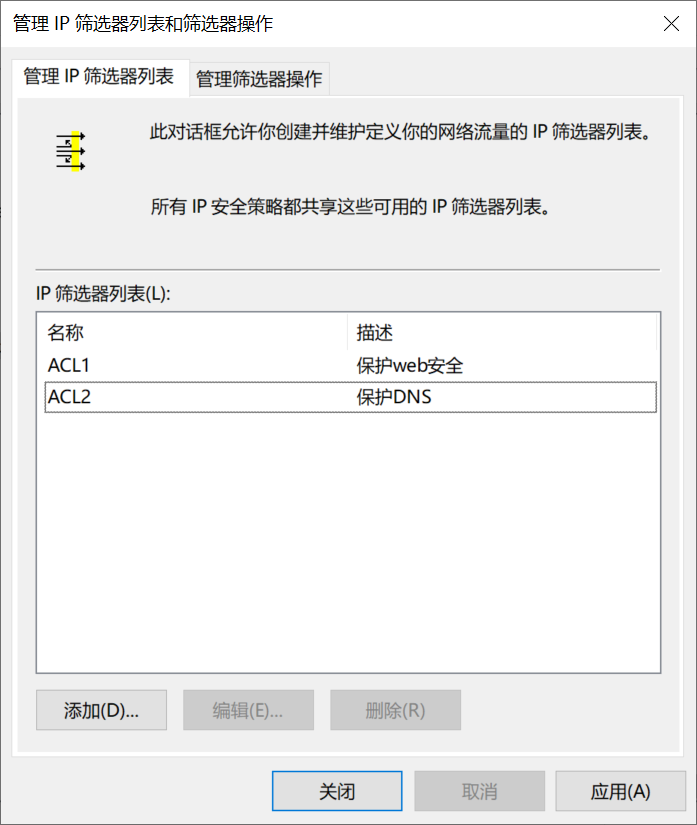 管理 IP 筛选器列表和筛选器操作
管理 IP 筛选器列表 管理筛选器操作
此对话框允许你创建并维护定义你的网络流量的 IP 筛选器列表。
所有 IP 安全策略都共享这些可用的 IP 筛选器列表。
IP 筛选器列表(L):
名称 描述
ACL1 保护web安全
ACL2 保护DNS
添加(D)... 编辑(E)... 删除(R)
关闭 取消 应用(A)